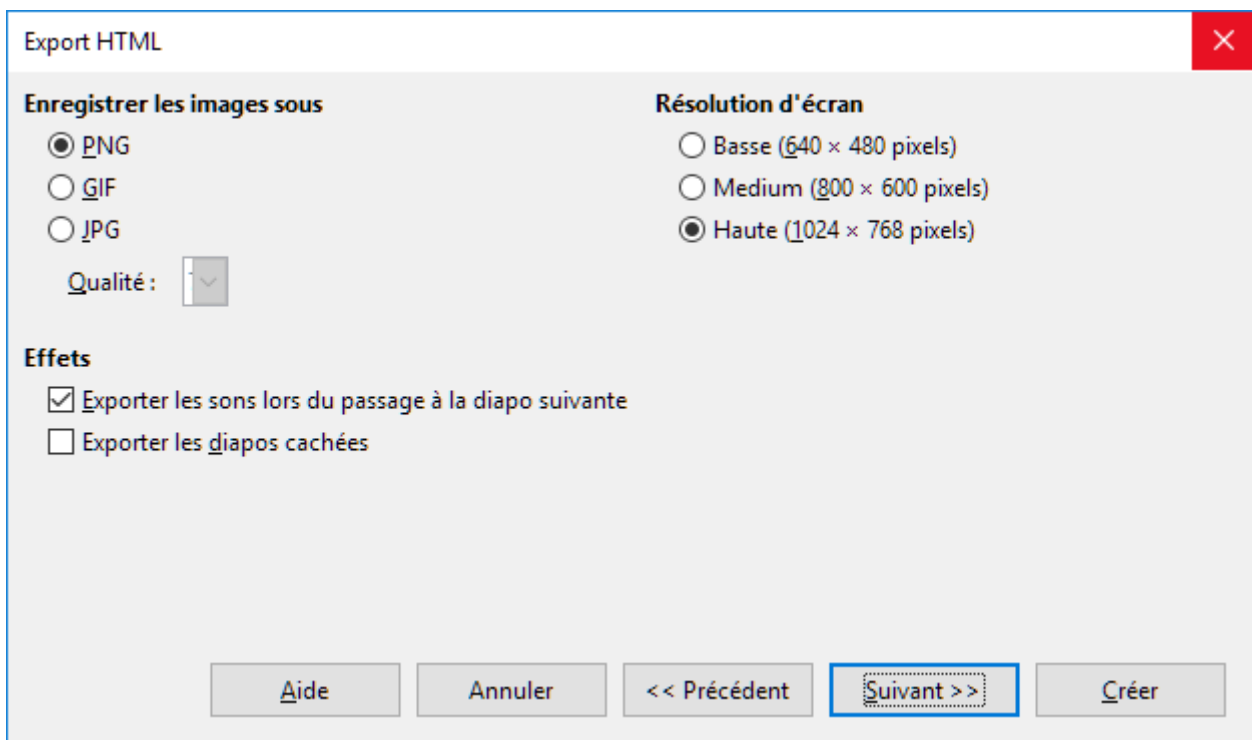 Export HTML
Enregistrer les images sous
PNG
GIF
JPG
Qualité :
Résolution d'écran
Basse (640 × 480 pixels)
Medium (800 × 600 pixels)
Haute (1024 × 768 pixels)
Effets
Exporter les sons lors du passage à la diapo suivante
Exporter les diapos cachées
Aide
Annuler
<< Précédent
Suivant >>
Créer